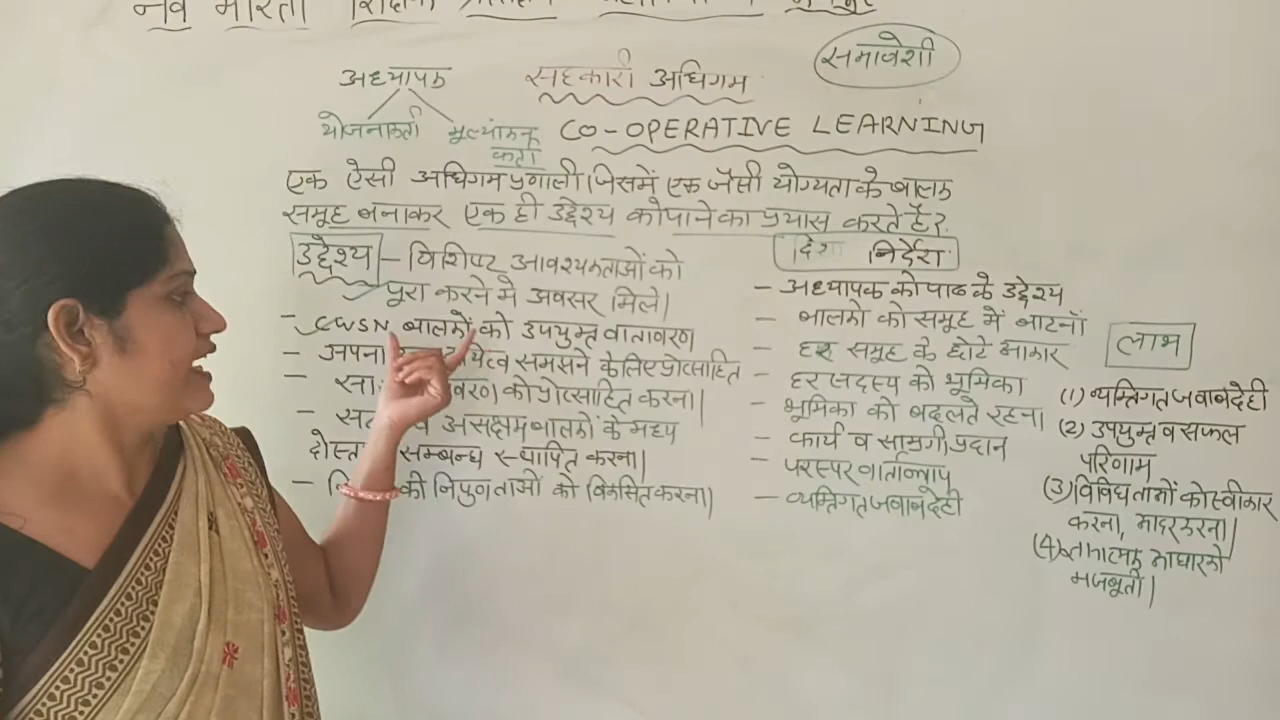 नव भारती शिक्षक
समावेशी
अध्यापक
योजनाकर्ता मूल्यांकन
कर्ता
सहकारी अधिगम
CO-OPERATIVE LEARNING
एक ऐसी अधिगम प्रणाली जिसमें एक जैसी योग्यता के बालक
समूह बनाकर एक ही उद्देश्य को पाने का प्रयास करते हैं।
उद्देश्य - विशिष्ट आवश्यकताओं को
पूरा करने में अवसर मिले।
- CWSN बालकों को उपयुक्त वातावरण
- अपना समझने के लिए प्रोत्साहित
- को प्रोत्साहित करना।
- व असक्षम बालकों के मध्य
सम्बन्ध स्थापित करना।
- की निपुणताओं को विकसित करना।
दिशा निर्देश
- अध्यापक को पाठ के उद्देश्य
- बालकों को समूह में बाटनॉ
- हर समूह के छोटे आकार
- हर सदस्य को भूमिका
- भूमिका को बदलते रहना
- कार्य व सामग्री प्रदान
- परस्पर वार्तालाप
- व्यक्तिगत जवाबदेही
लाभ
(1) व्यक्तिगत जवाबदेही
(2) उपयुक्त व सफल
परिणाम
(3) विविधताओं को स्वीकार
करना, आदर करना।
(4) आधार को
मजबूती।